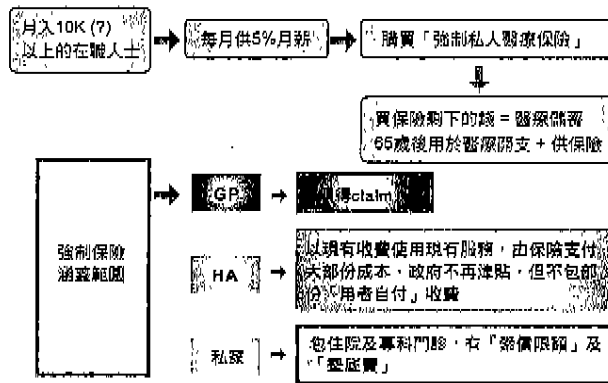 月入10K (?)
以上的在職人士
每月供5%月薪
購買「強制私人醫療保險」
買保險剩下的錢 = 醫療儲蓄
65歲後用於醫療開支 + 供保險
強制保險
涵蓋範圍
GP
得claim
HA
以現有收費使用現有服務，由保險支付
大部份成本，政府不再津貼，但不包部
份「用者自付」收費
私家
包住院及專科門診，有「賠償限額」及
「墊底費」